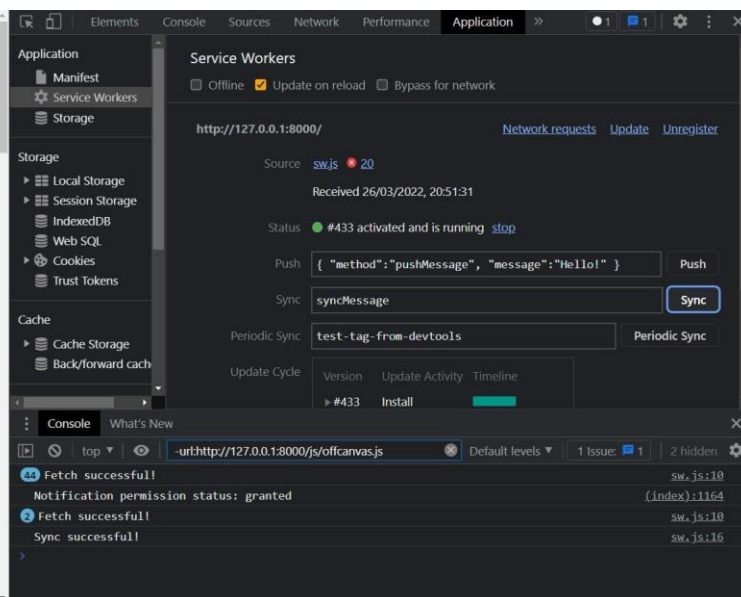 Elements Console Sources Network Performance Application » 1 1
Application
Manifest
Service Workers
Storage
Storage
Local Storage
Session Storage
IndexedDB
Web SQL
Cookies
Trust Tokens
Cache
Cache Storage
Back/forward cach
Service Workers
Offline Update on reload Bypass for network
http://127.0.0.1:8000/ Network requests Update Unregister
Source sw.js 20
Received 26/03/2022, 20:51:31
Status #433 activated and is running stop
Push { "method":"pushMessage", "message":"Hello!" } Push
Sync syncMessage Sync
Periodic Sync test-tag-from-devtools Periodic Sync
Update Cycle Version Update Activity Timeline
#433 Install
Console What's New
top ▼ -url:http://127.0.0.1:8000/js/offcanvas.js Default levels ▼ 1 Issue: 1 2 hidden
44 Fetch successful! sw.js:10
Notification permission status: granted (index):1164
2 Fetch successful! sw.js:10
Sync successful! sw.js:16